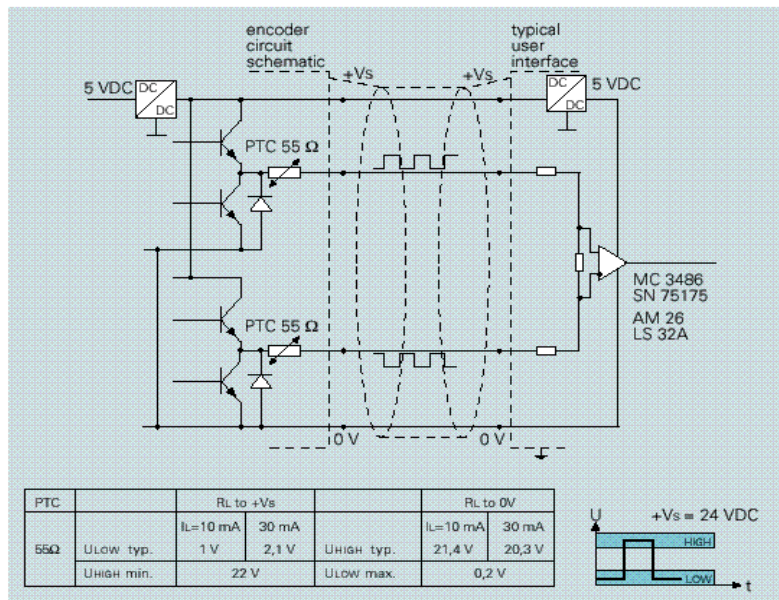 encoder
circuit
schematic
typical
user
interface
+Vs
+Vs
5 VDC
DC
DC
DC
DC
5 VDC
PTC 55 Ω
MC 3486
SN 75175
AM 26
LS 32A
PTC 55 Ω
0 V
0 V
PTC RL to +Vs RL to 0V
IL=10 mA 30 mA IL=10 mA 30 mA
55Ω ULOW typ. 1 V 2,1 V UHIGH typ. 21,4 V 20,3 V
UHIGH min. 22 V ULOW max. 0,2 V
U +Vs = 24 VDC
HIGH
LOW
t